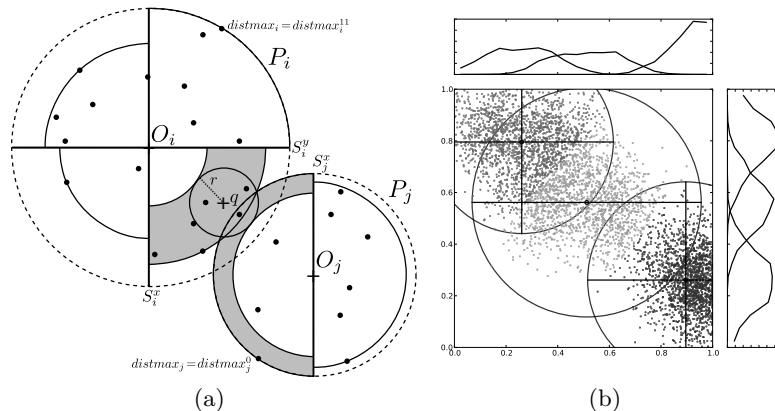 distmax_i = distmax_i^11
P_i
O_i
S_i^y
S_j^x
r
q
P_j
O_j
S_i^x
distmax_j = distmax_j^0
(a)
1.0
0.8
0.6
0.4
0.2
0.0
0.0 0.2 0.4 0.6 0.8 1.0
(b)